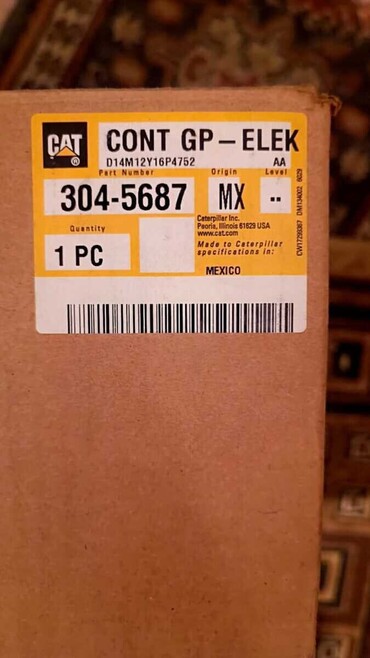 CAT®
CONT GP-ELEK
D14M12Y16P4752 AA
Part Number Origin Level
304-5687 MX --
Quantity
1 PC
Caterpillar Inc.
Peoria, Illinois 61629 USA
www.cat.com
Made to Caterpillar
specifications in:
MEXICO